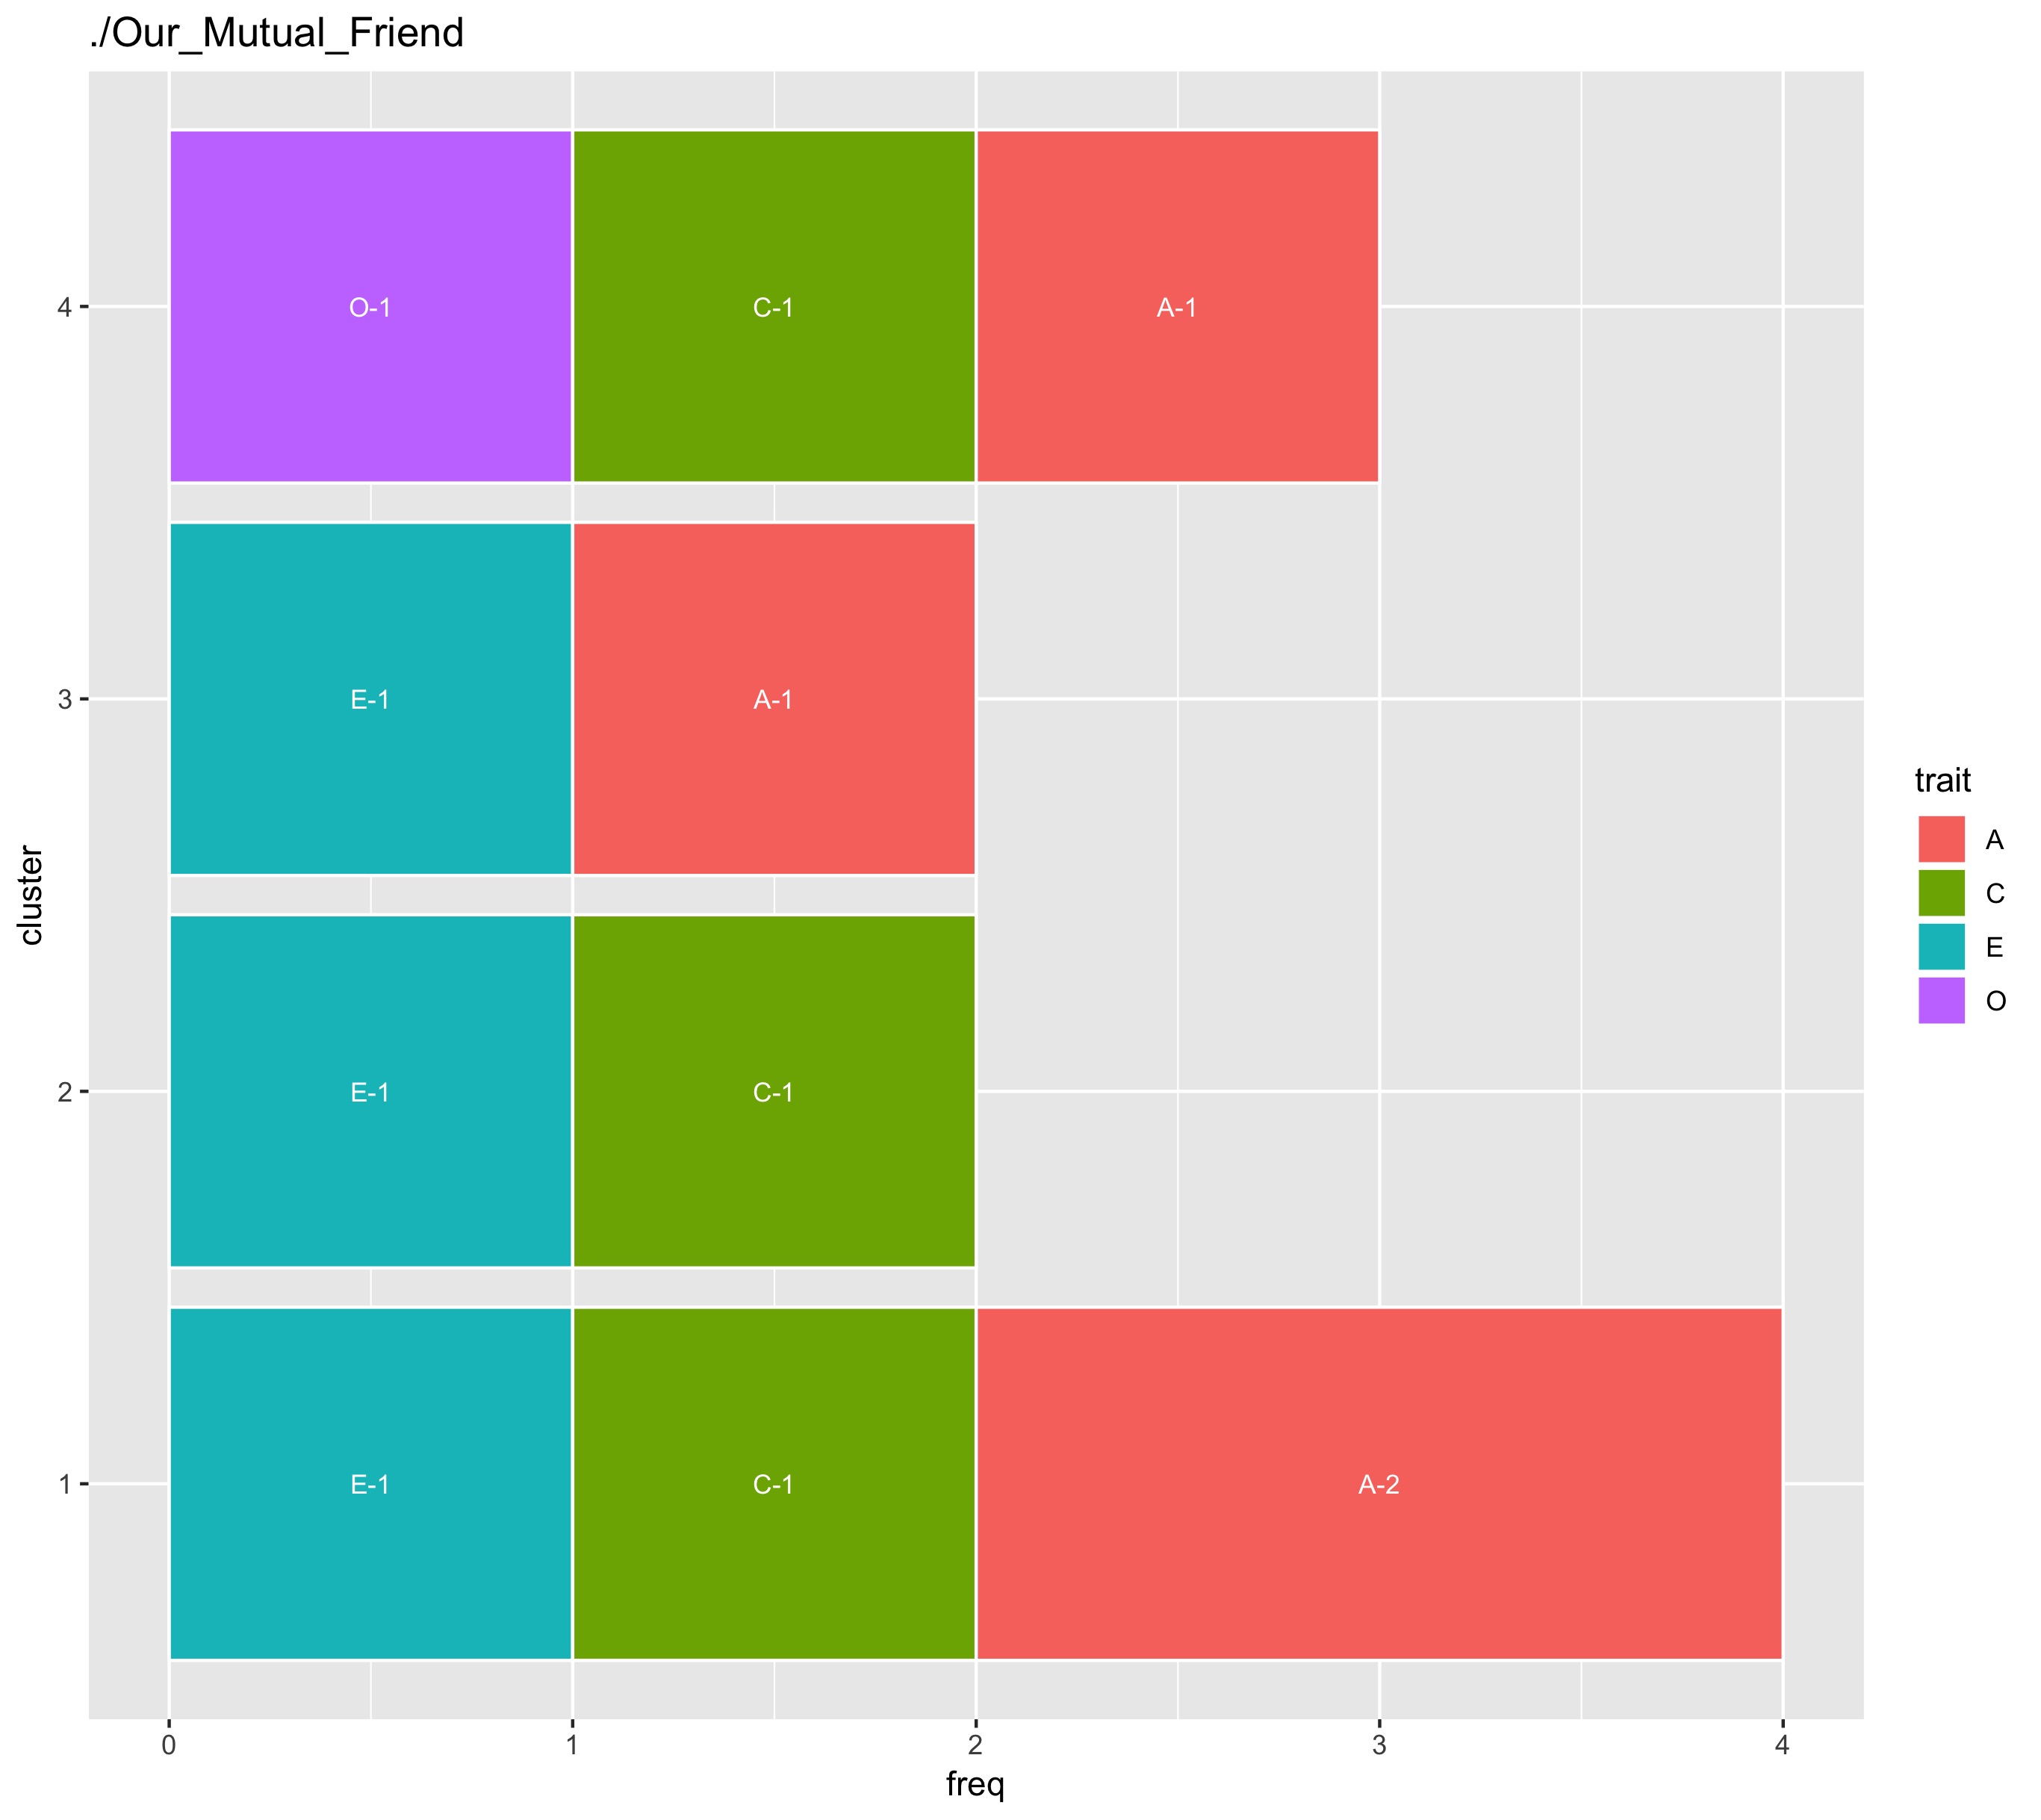 ./Our_Mutual_Friend
4
O-1 C-1 A-1
3
E-1 A-1
2
E-1 C-1
1
E-1 C-1 A-2
0 1 2 3 4
freq
cluster
trait
A
C
E
O